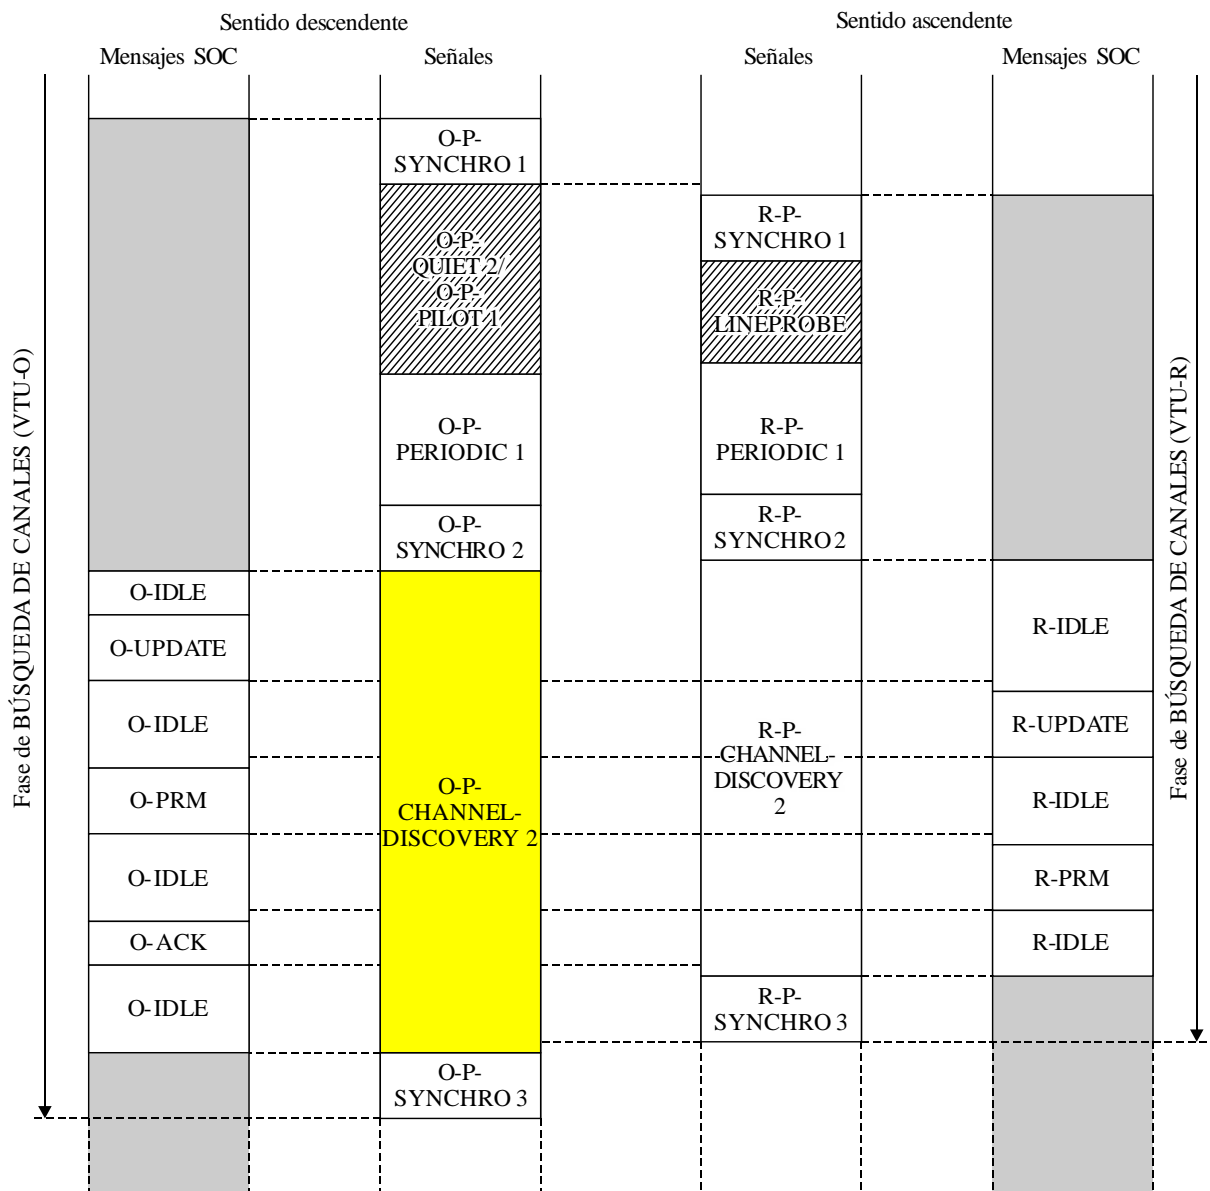 Sentido descendente
Sentido ascendente
Mensajes SOC
Señales
Señales
Mensajes SOC
Fase de BÚSQUEDA DE CANALES (VTU-O)
O-IDLE
O-UPDATE
O-IDLE
O-PRM
O-IDLE
O-ACK
O-IDLE
O-P-
SYNCHRO 1
O-P-
QUIET 2/
O-P-
PILOT 1
O-P-
PERIODIC 1
O-P-
SYNCHRO 2
O-P-
CHANNEL-
DISCOVERY 2
O-P-
SYNCHRO 3
R-P-
SYNCHRO 1
R-P-
LINEPROBE
R-P-
PERIODIC 1
R-P-
SYNCHRO 2
R-P-
CHANNEL-
DISCOVERY
2
R-P-
SYNCHRO 3
R-IDLE
R-UPDATE
R-IDLE
R-PRM
R-IDLE
Fase de BÚSQUEDA DE CANALES (VTU-R)